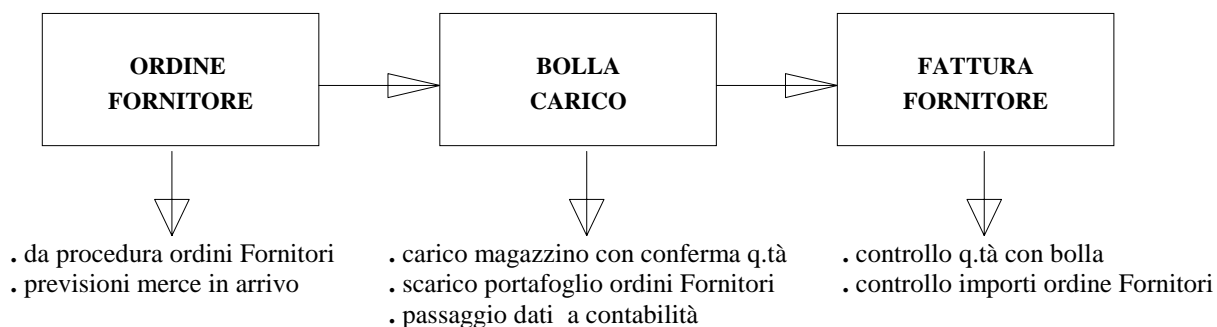 ORDINE
FORNITORE
BOLLA
CARICO
FATTURA
FORNITORE
. da procedura ordini Fornitori
. previsioni merce in arrivo
. carico magazzino con conferma q.tà
. scarico portafoglio ordini Fornitori
. passaggio dati a contabilità
. controllo q.tà con bolla
. controllo importi ordine Fornitori